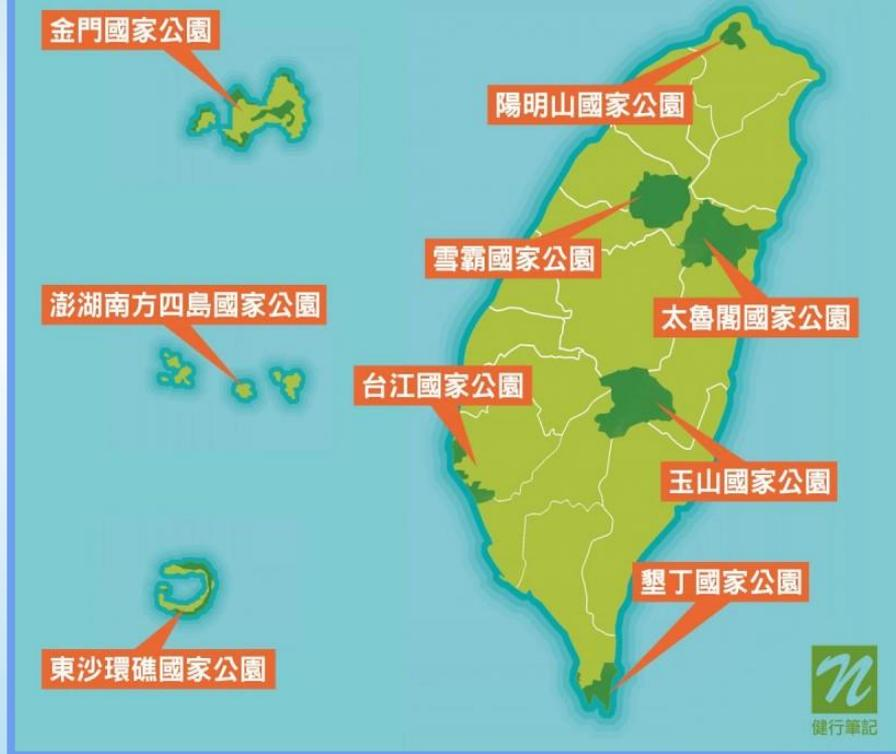 金門國家公園
陽明山國家公園
雪霸國家公園
澎湖南方四島國家公園
太魯閣國家公園
台江國家公園
玉山國家公園
墾丁國家公園
東沙環礁國家公園
n
健行筆記